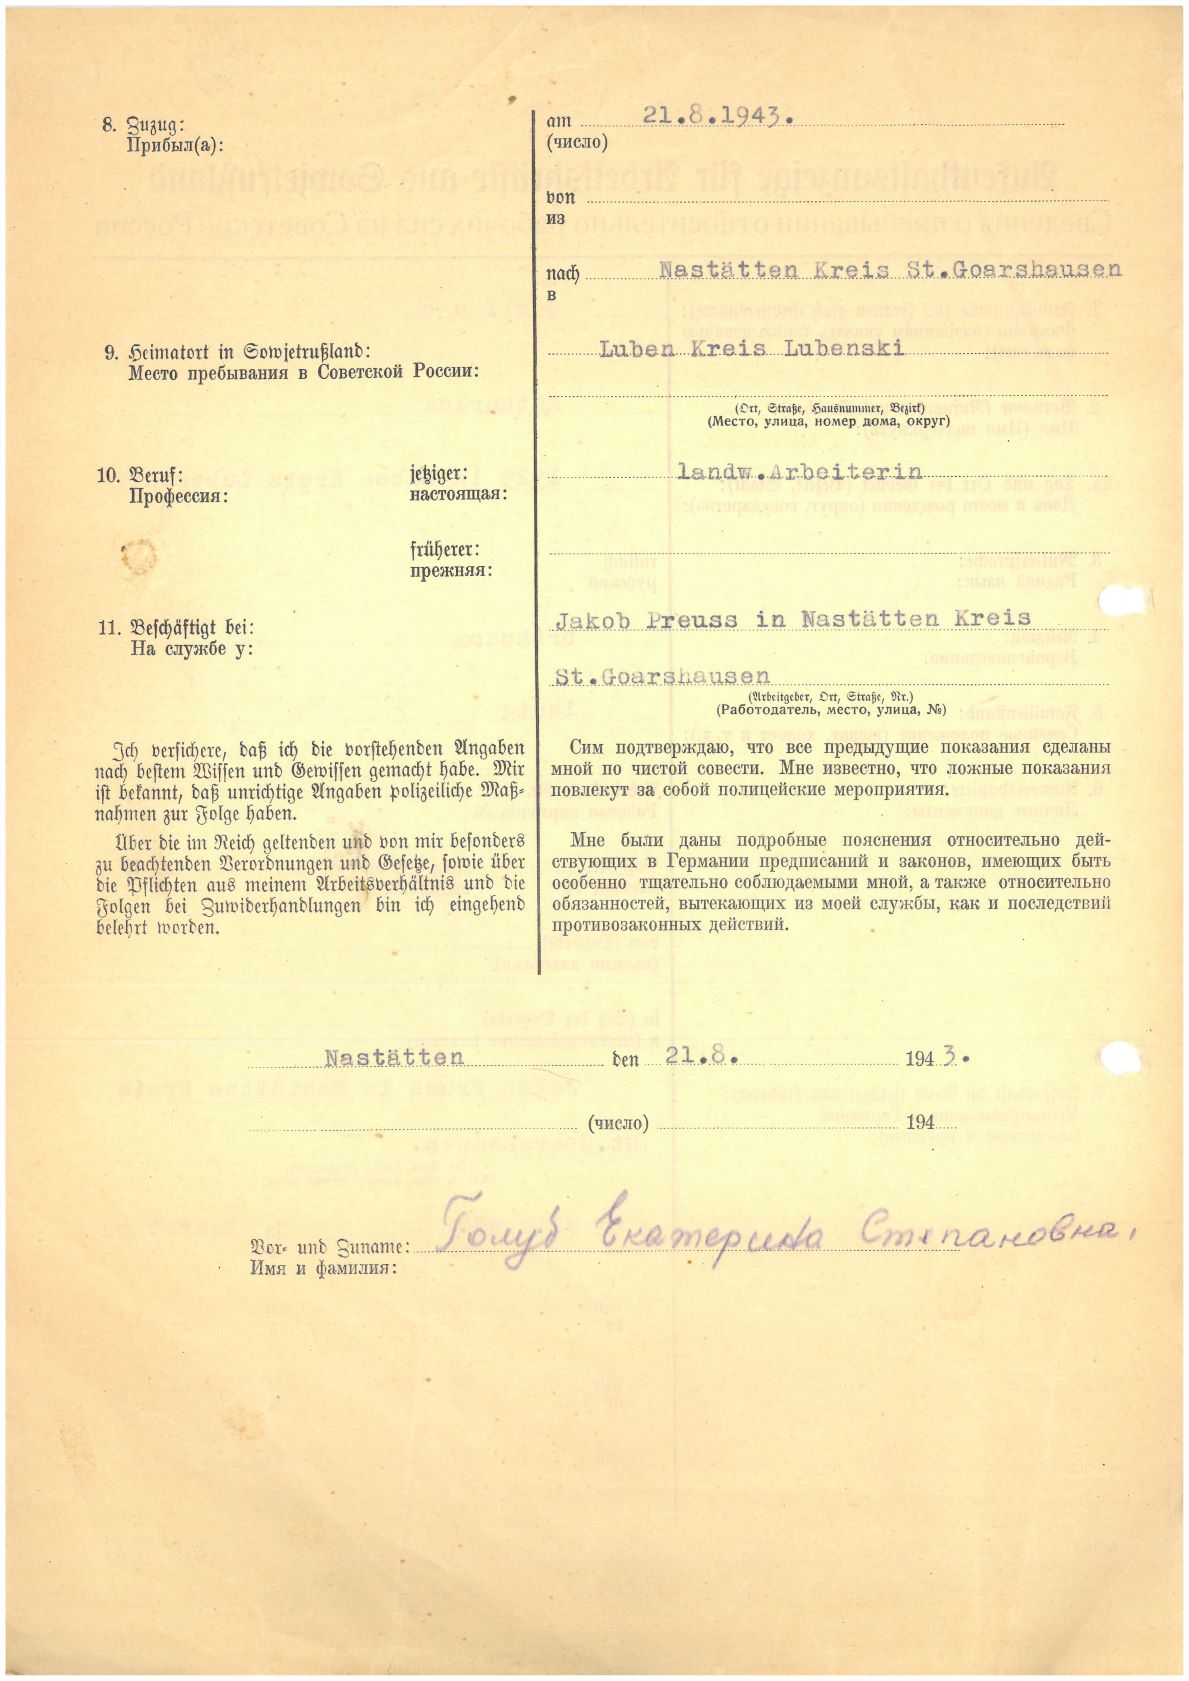 8. Zuzug: am 21.8.1943.
Прибыл(а): (число)
von
из
nach Nastätten Kreis St.Goarshausen
в
9. Heimatort in Sowjetrußland: Luben Kreis Lubenski
Место пребывания в Советской России:
(Ort, Straße, Hausnummer, Bezirk)
(Место, улица, номер дома, округ)
10. Beruf: jetziger: landw.Arbeiterin
Профессия: настоящая:
früherer:
прежняя:
11. Beschäftigt bei: Jakob Preuss in Nastätten Kreis
На службе у:
St.Goarshausen
(Arbeitgeber, Ort, Straße, Nr.)
(Работодатель, место, улица, №)
Ich versichere, daß ich die vorstehenden Angaben
nach bestem Wissen und Gewissen gemacht habe. Mir
ist bekannt, daß unrichtige Angaben polizeiliche Maß-
nahmen zur Folge haben.
Über die im Reich geltenden und von mir besonders
zu beachtenden Verordnungen und Gesetze, sowie über
die Pflichten aus meinem Arbeitsverhältnis und die
Folgen bei Zuwiderhandlungen bin ich eingehend
belehrt worden.
Сим подтверждаю, что все предыдущие показания сделаны
мной по чистой совести. Мне известно, что ложные показания
повлекут за собой полицейские мероприятия.
Мне были даны подробные пояснения относительно дей-
ствующих в Германии предписаний и законов, имеющих быть
особенно тщательно соблюдаемыми мной, а также относительно
обязанностей, вытекающих из моей службы, как и последствий
противозаконных действий.
Nastätten den 21.8. 1943.
(число) 194
Vor- und Zuname: Голуб Екатерина Степановна,
Имя и фамилия: